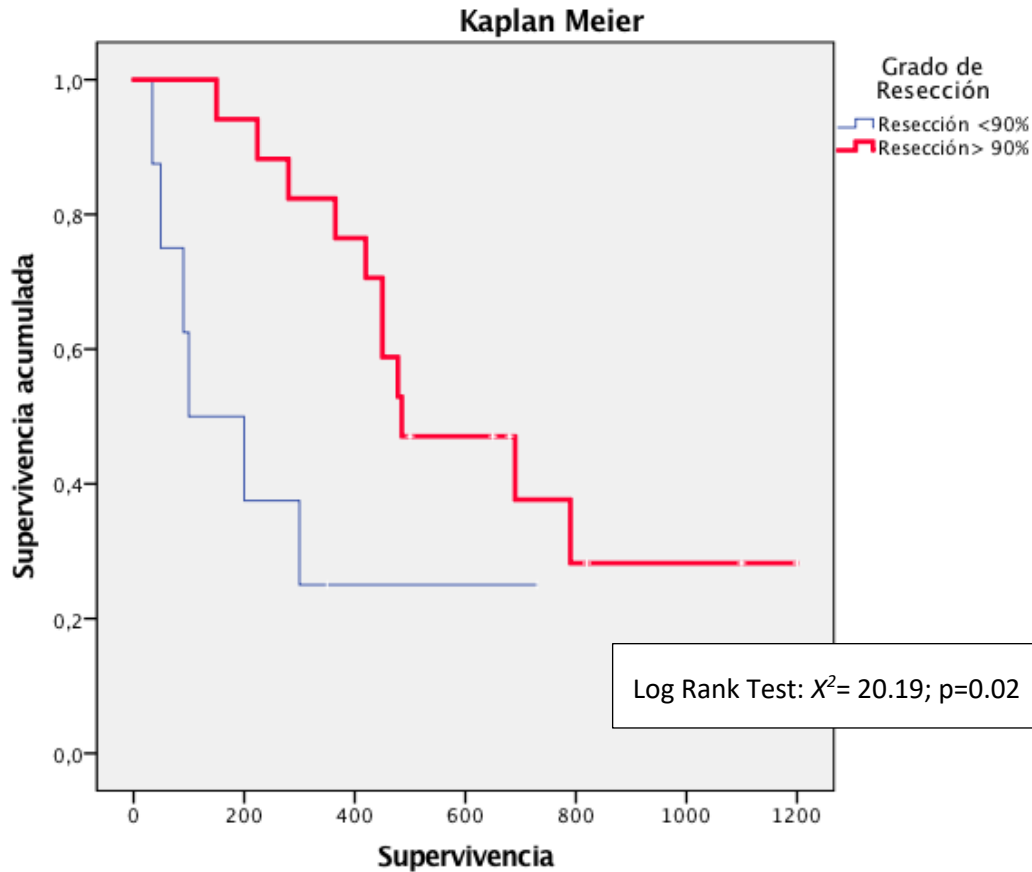 Kaplan Meier
Grado de
Resección
Resección <90%
Resección> 90%
Supervivencia acumulada
1,0
0,8
0,6
0,4
0,2
0,0
Log Rank Test: X²= 20.19; p=0.02
0 200 400 600 800 1000 1200
Supervivencia